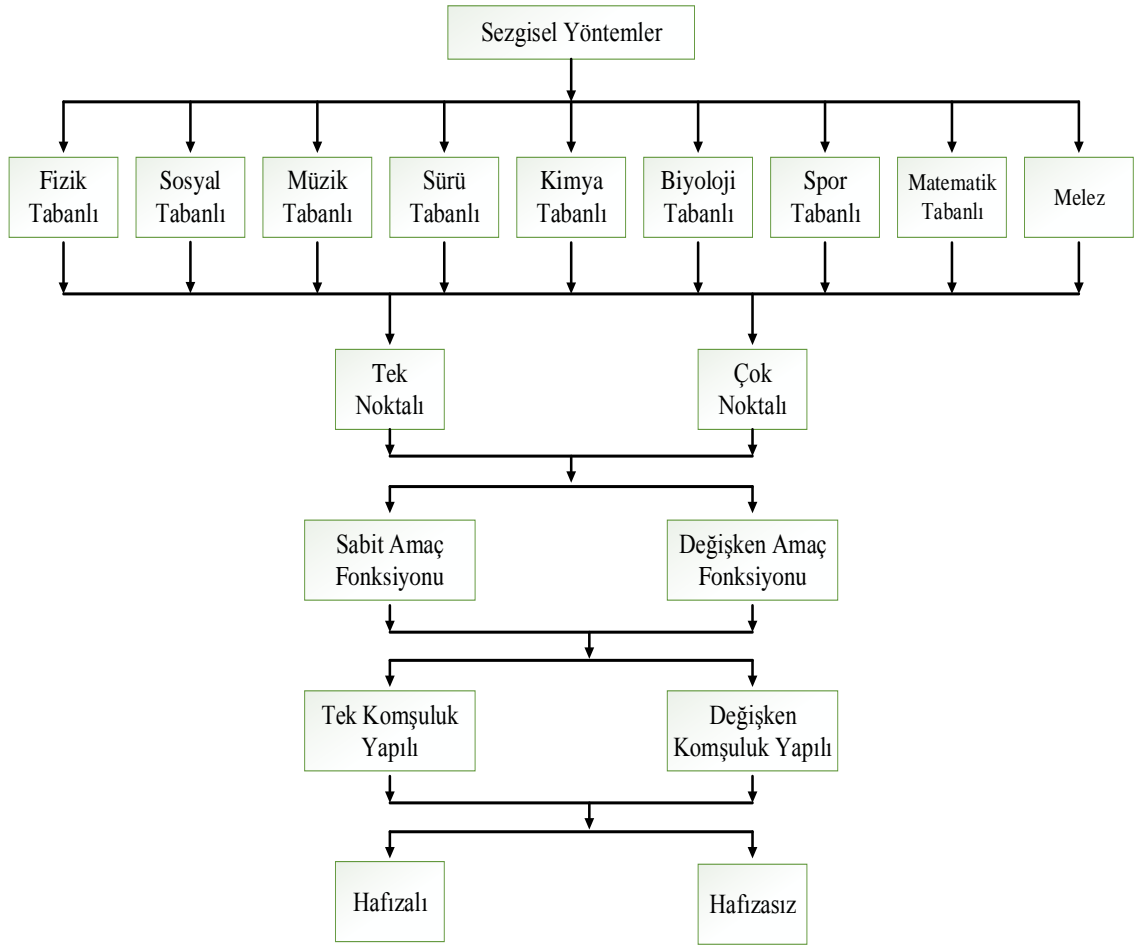 Sezgisel Yöntemler
Fizik
Tabanlı
Sosyal
Tabanlı
Müzik
Tabanlı
Sürü
Tabanlı
Kimya
Tabanlı
Biyoloji
Tabanlı
Spor
Tabanlı
Matematik
Tabanlı
Melez
Tek
Noktalı
Çok
Noktalı
Sabit Amaç
Fonksiyonu
Değişken Amaç
Fonksiyonu
Tek Komşuluk
Yapılı
Değişken
Komşuluk Yapılı
Hafızalı
Hafızasız